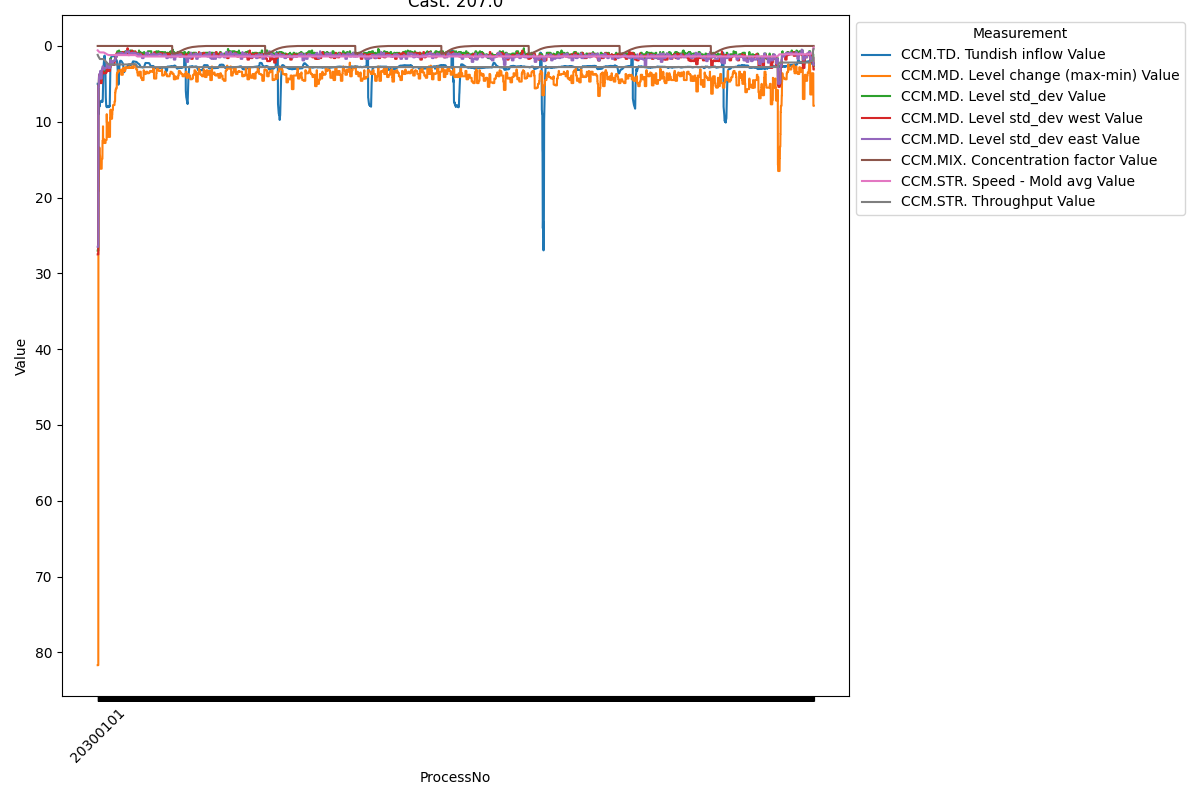 Cast: 207.0
Measurement
CCM.TD. Tundish inflow Value
CCM.MD. Level change (max-min) Value
CCM.MD. Level std_dev Value
CCM.MD. Level std_dev west Value
CCM.MD. Level std_dev east Value
CCM.MIX. Concentration factor Value
CCM.STR. Speed - Mold avg Value
CCM.STR. Throughput Value
0
10
20
30
40
50
60
70
80
Value
20300101
ProcessNo